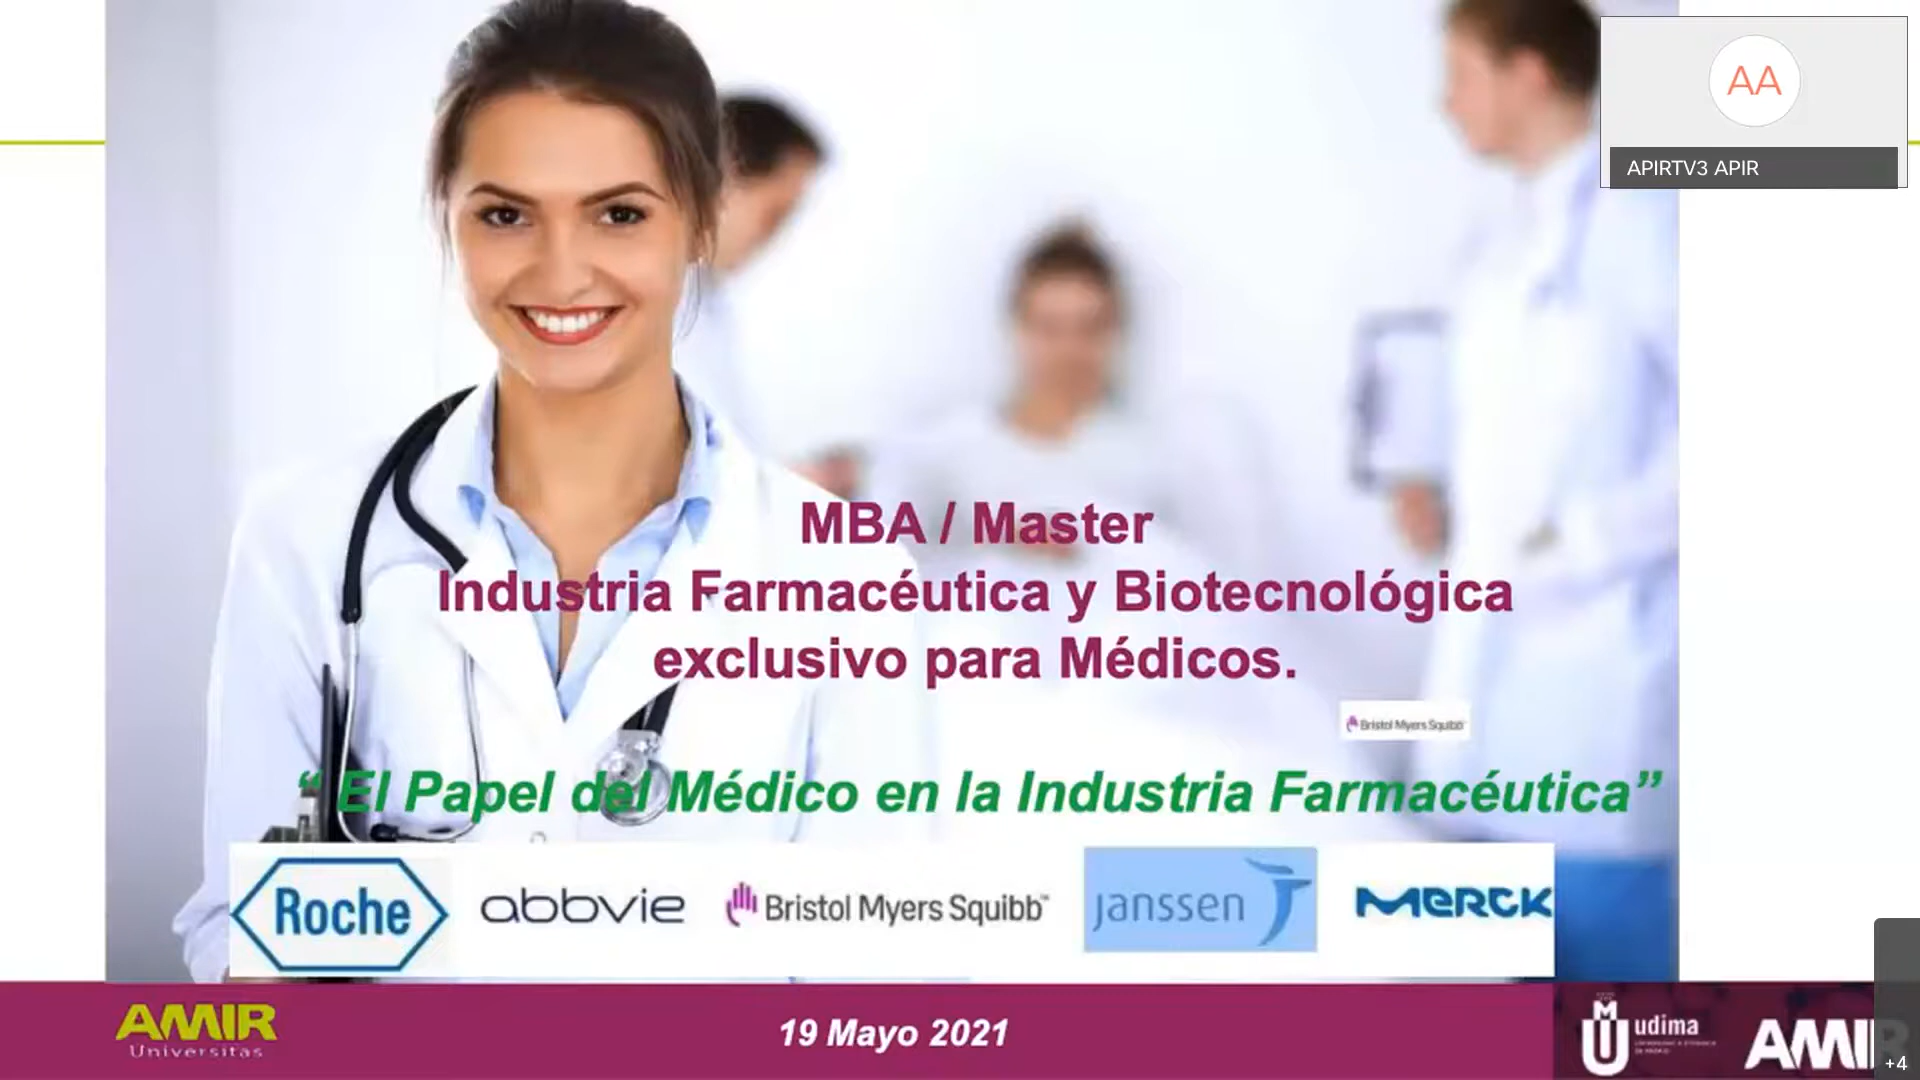 AA
APIRTV3 APIR
MBA / Master
Industria Farmacéutica y Biotecnológica
exclusivo para Médicos.
Bristol Myers Squibb
“ El Papel del Médico en la Industria Farmacéutica”
Roche
abbvie
Bristol Myers Squibb™
janssen
MERCK
AMIR
Universitas
19 Mayo 2021
udima
AMIR
+4